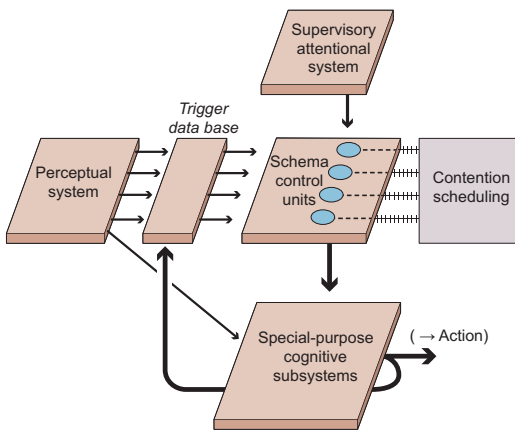 Supervisory
attentional
system
Trigger
data base
Perceptual
system
Schema
control
units
Contention
scheduling
Special-purpose
cognitive
subsystems
( → Action)